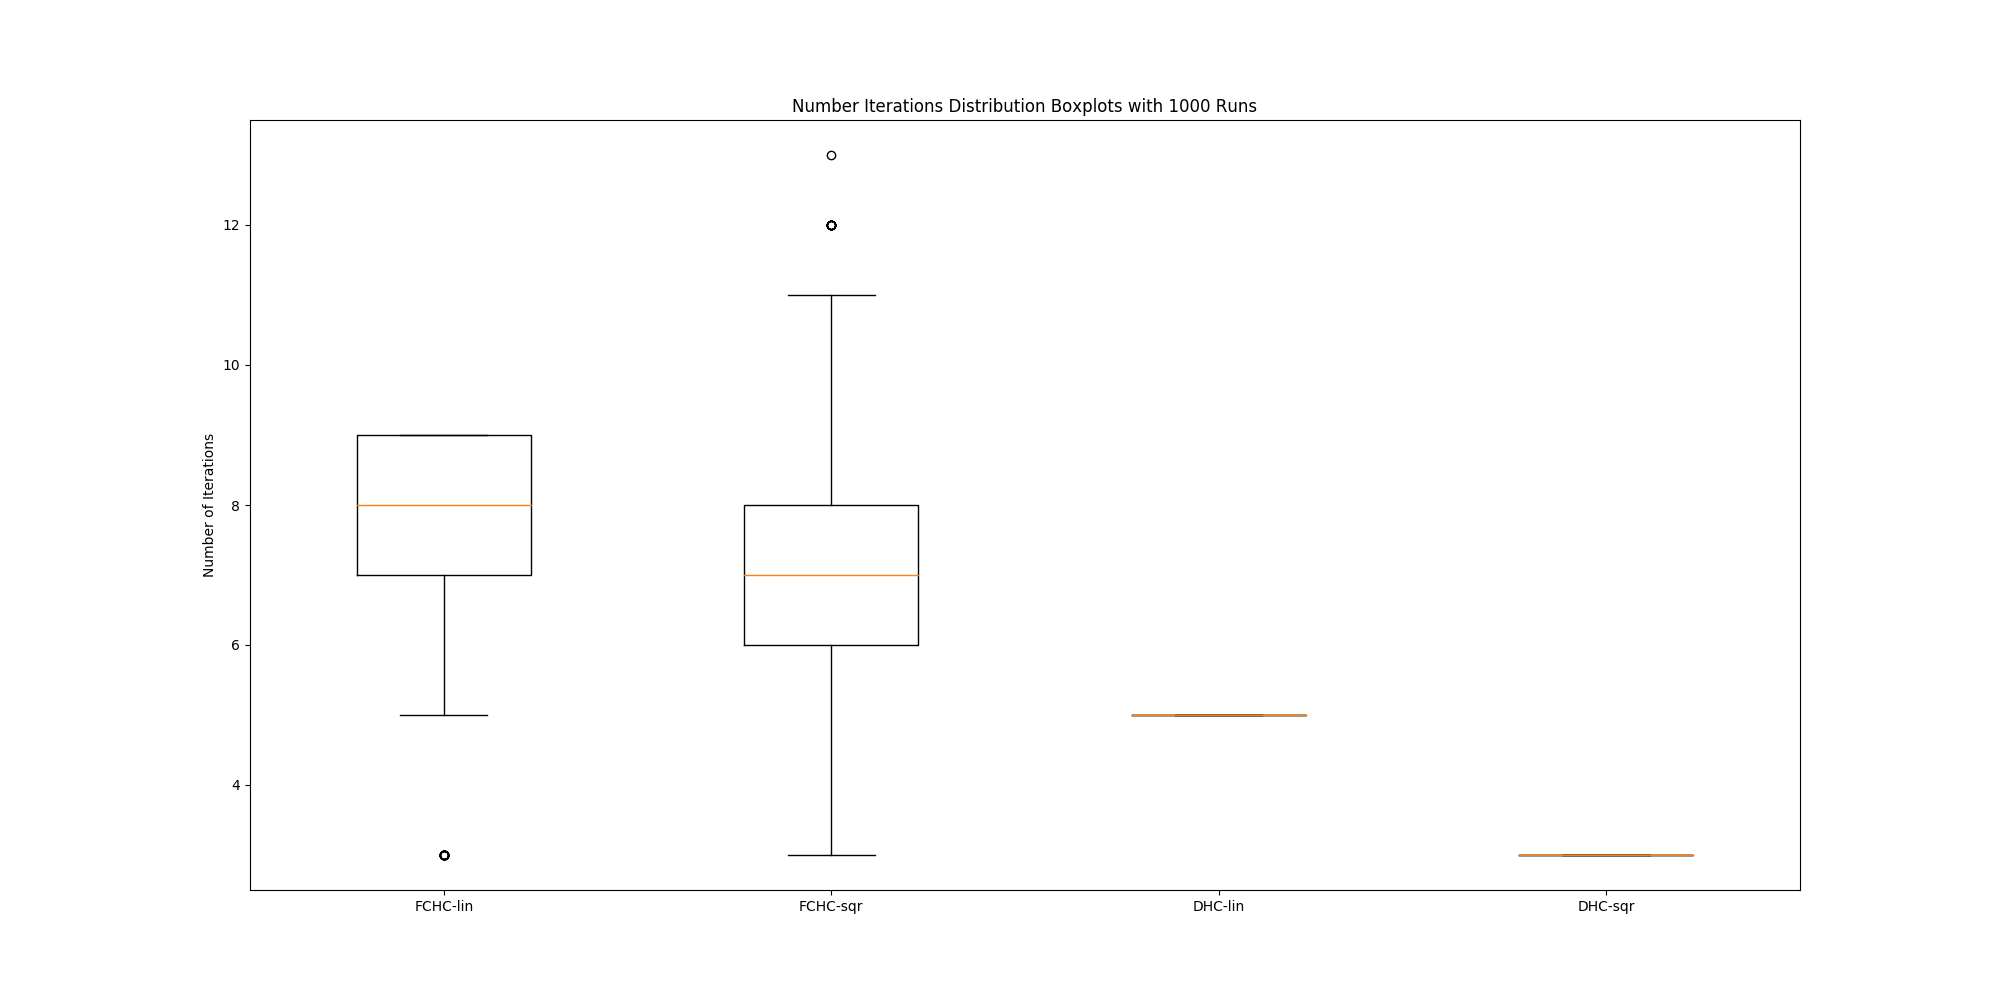 Number Iterations Distribution Boxplots with 1000 Runs
12
10
8
6
4
Number of Iterations
FCHC-lin
FCHC-sqr
DHC-lin
DHC-sqr